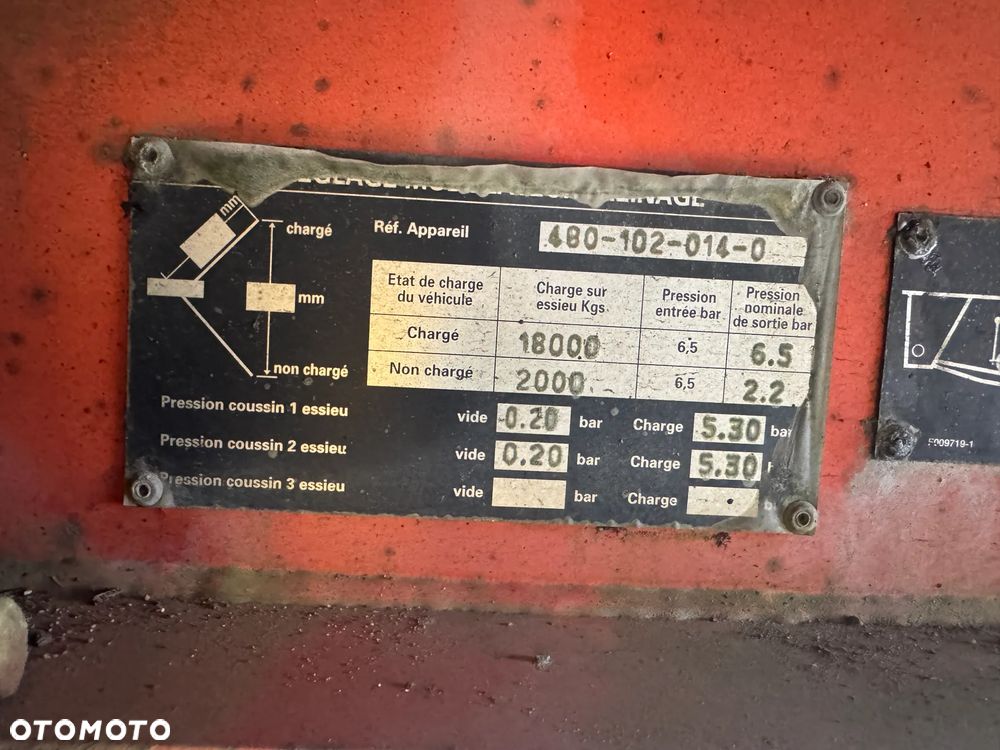 mm
chargé
mm
non chargé
Réf. Appareil 480-102-014-0
Etat de charge du véhicule Charge sur essieu Kgs Pression entrée bar Pression nominale de sortie bar
Chargé 18000 6,5 6.5
Non chargé 2000 6,5 2.2
Pression coussin 1 essieu vide 0.20 bar Charge 5.30 bar
Pression coussin 2 essieu vide 0.20 bar Charge 5.30
Pression coussin 3 essieu vide bar Charge
OTOMOTO